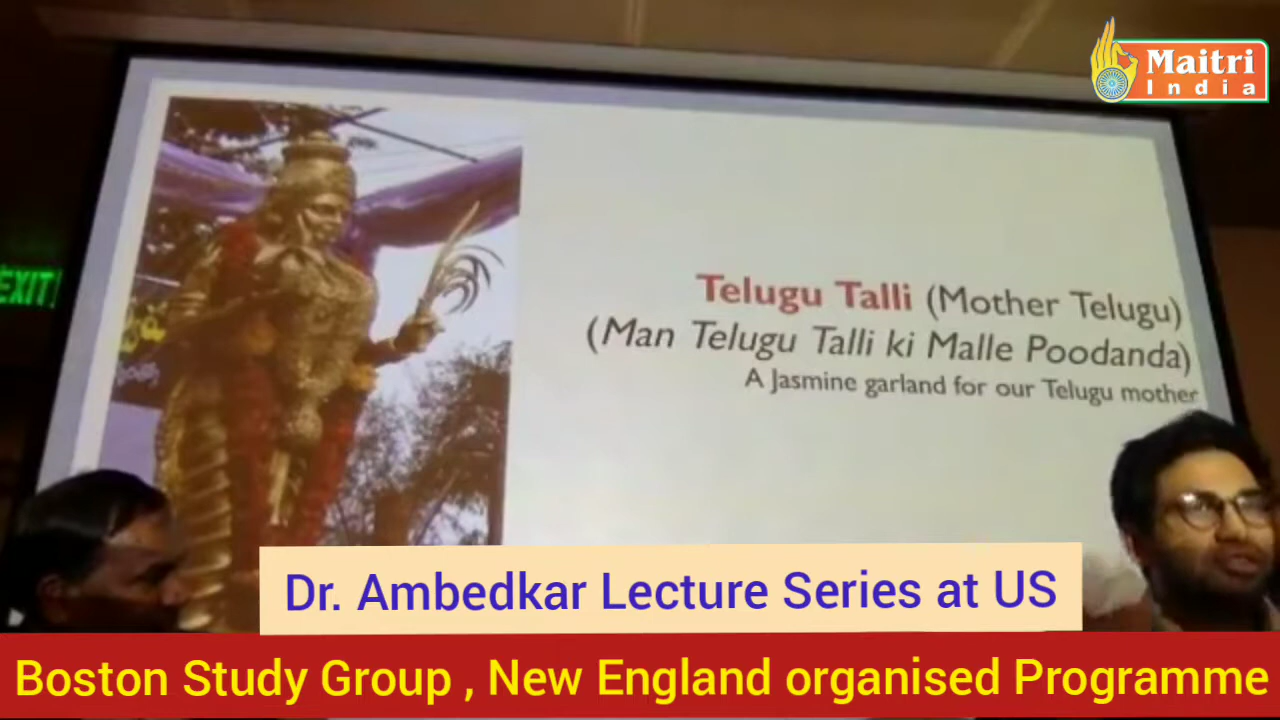 Maitri
India
EXIT
Telugu Talli (Mother Telugu)
(Man Telugu Talli ki Malle Poodanda)
A Jasmine garland for our Telugu mother
Dr. Ambedkar Lecture Series at US
Boston Study Group , New England organised Programme